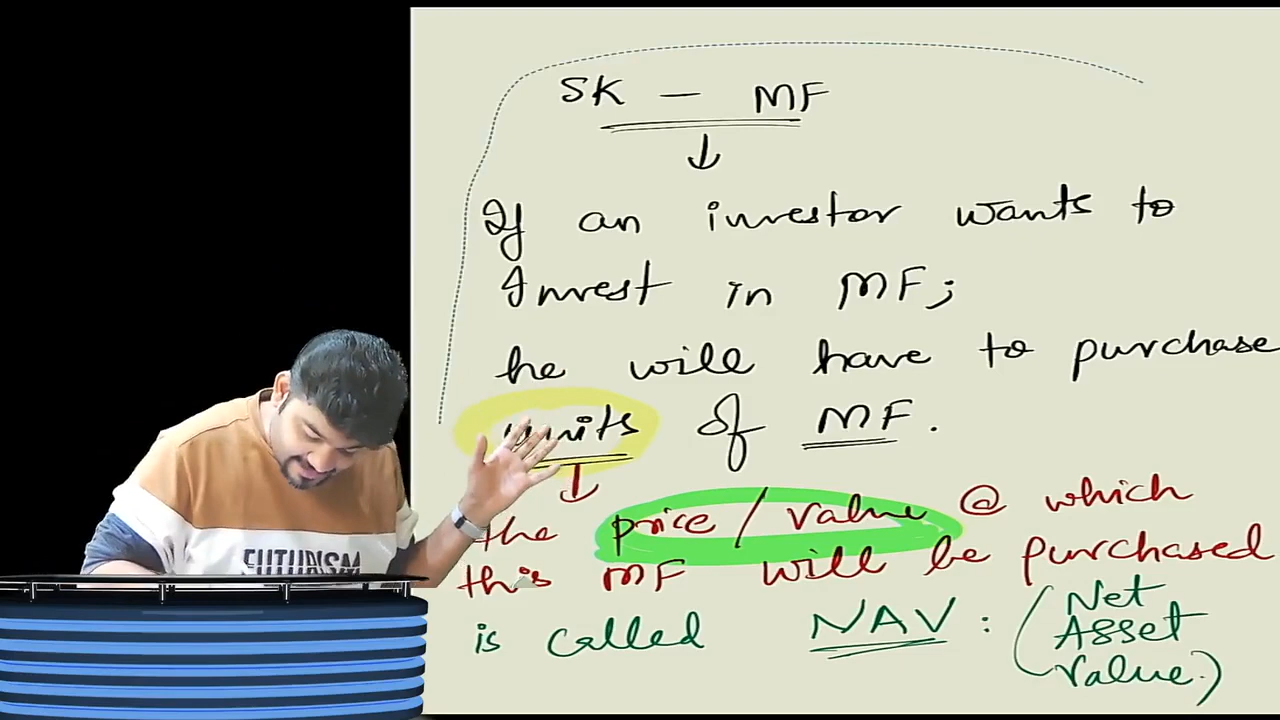 SK - MF
↓
If an investor wants to
Invest in MF;
he will have to purchase
units of MF.
↓
the price / value @ which
this MF will be purchased
is called NAV : (Net
Asset
Value.)
FUTURISM